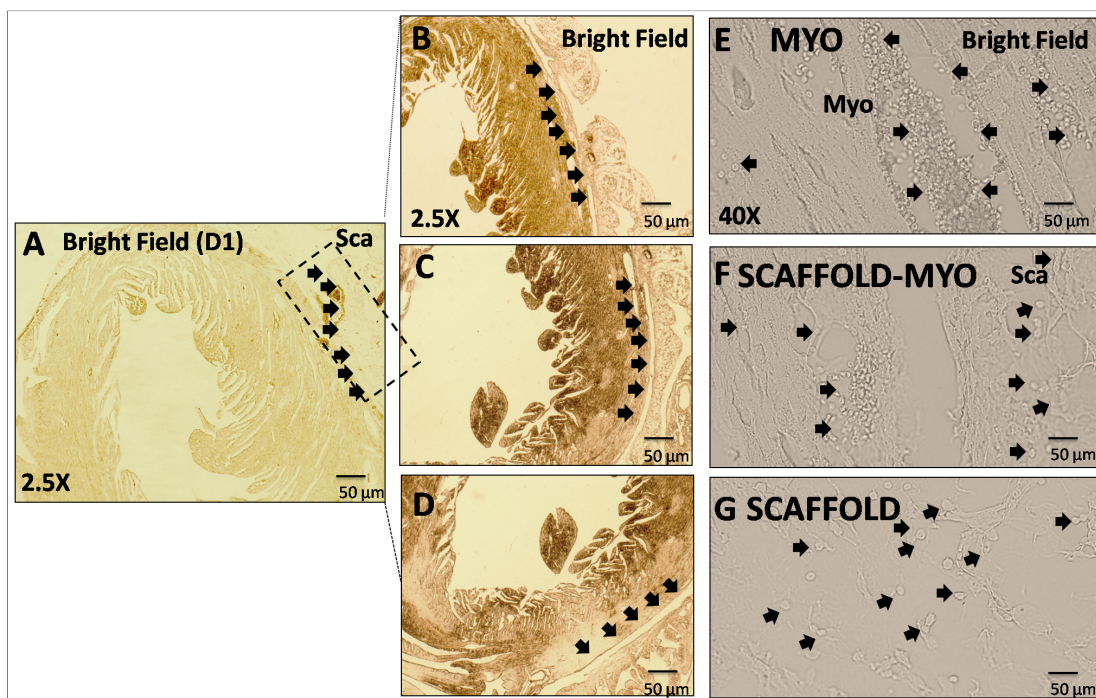 A Bright Field (D1)
Sca
2.5X
50 µm
B Bright Field
2.5X
50 µm
C
50 µm
D
50 µm
E MYO Bright Field
Myo
40X
50 µm
F SCAFFOLD-MYO
Sca
50 µm
G SCAFFOLD
50 µm